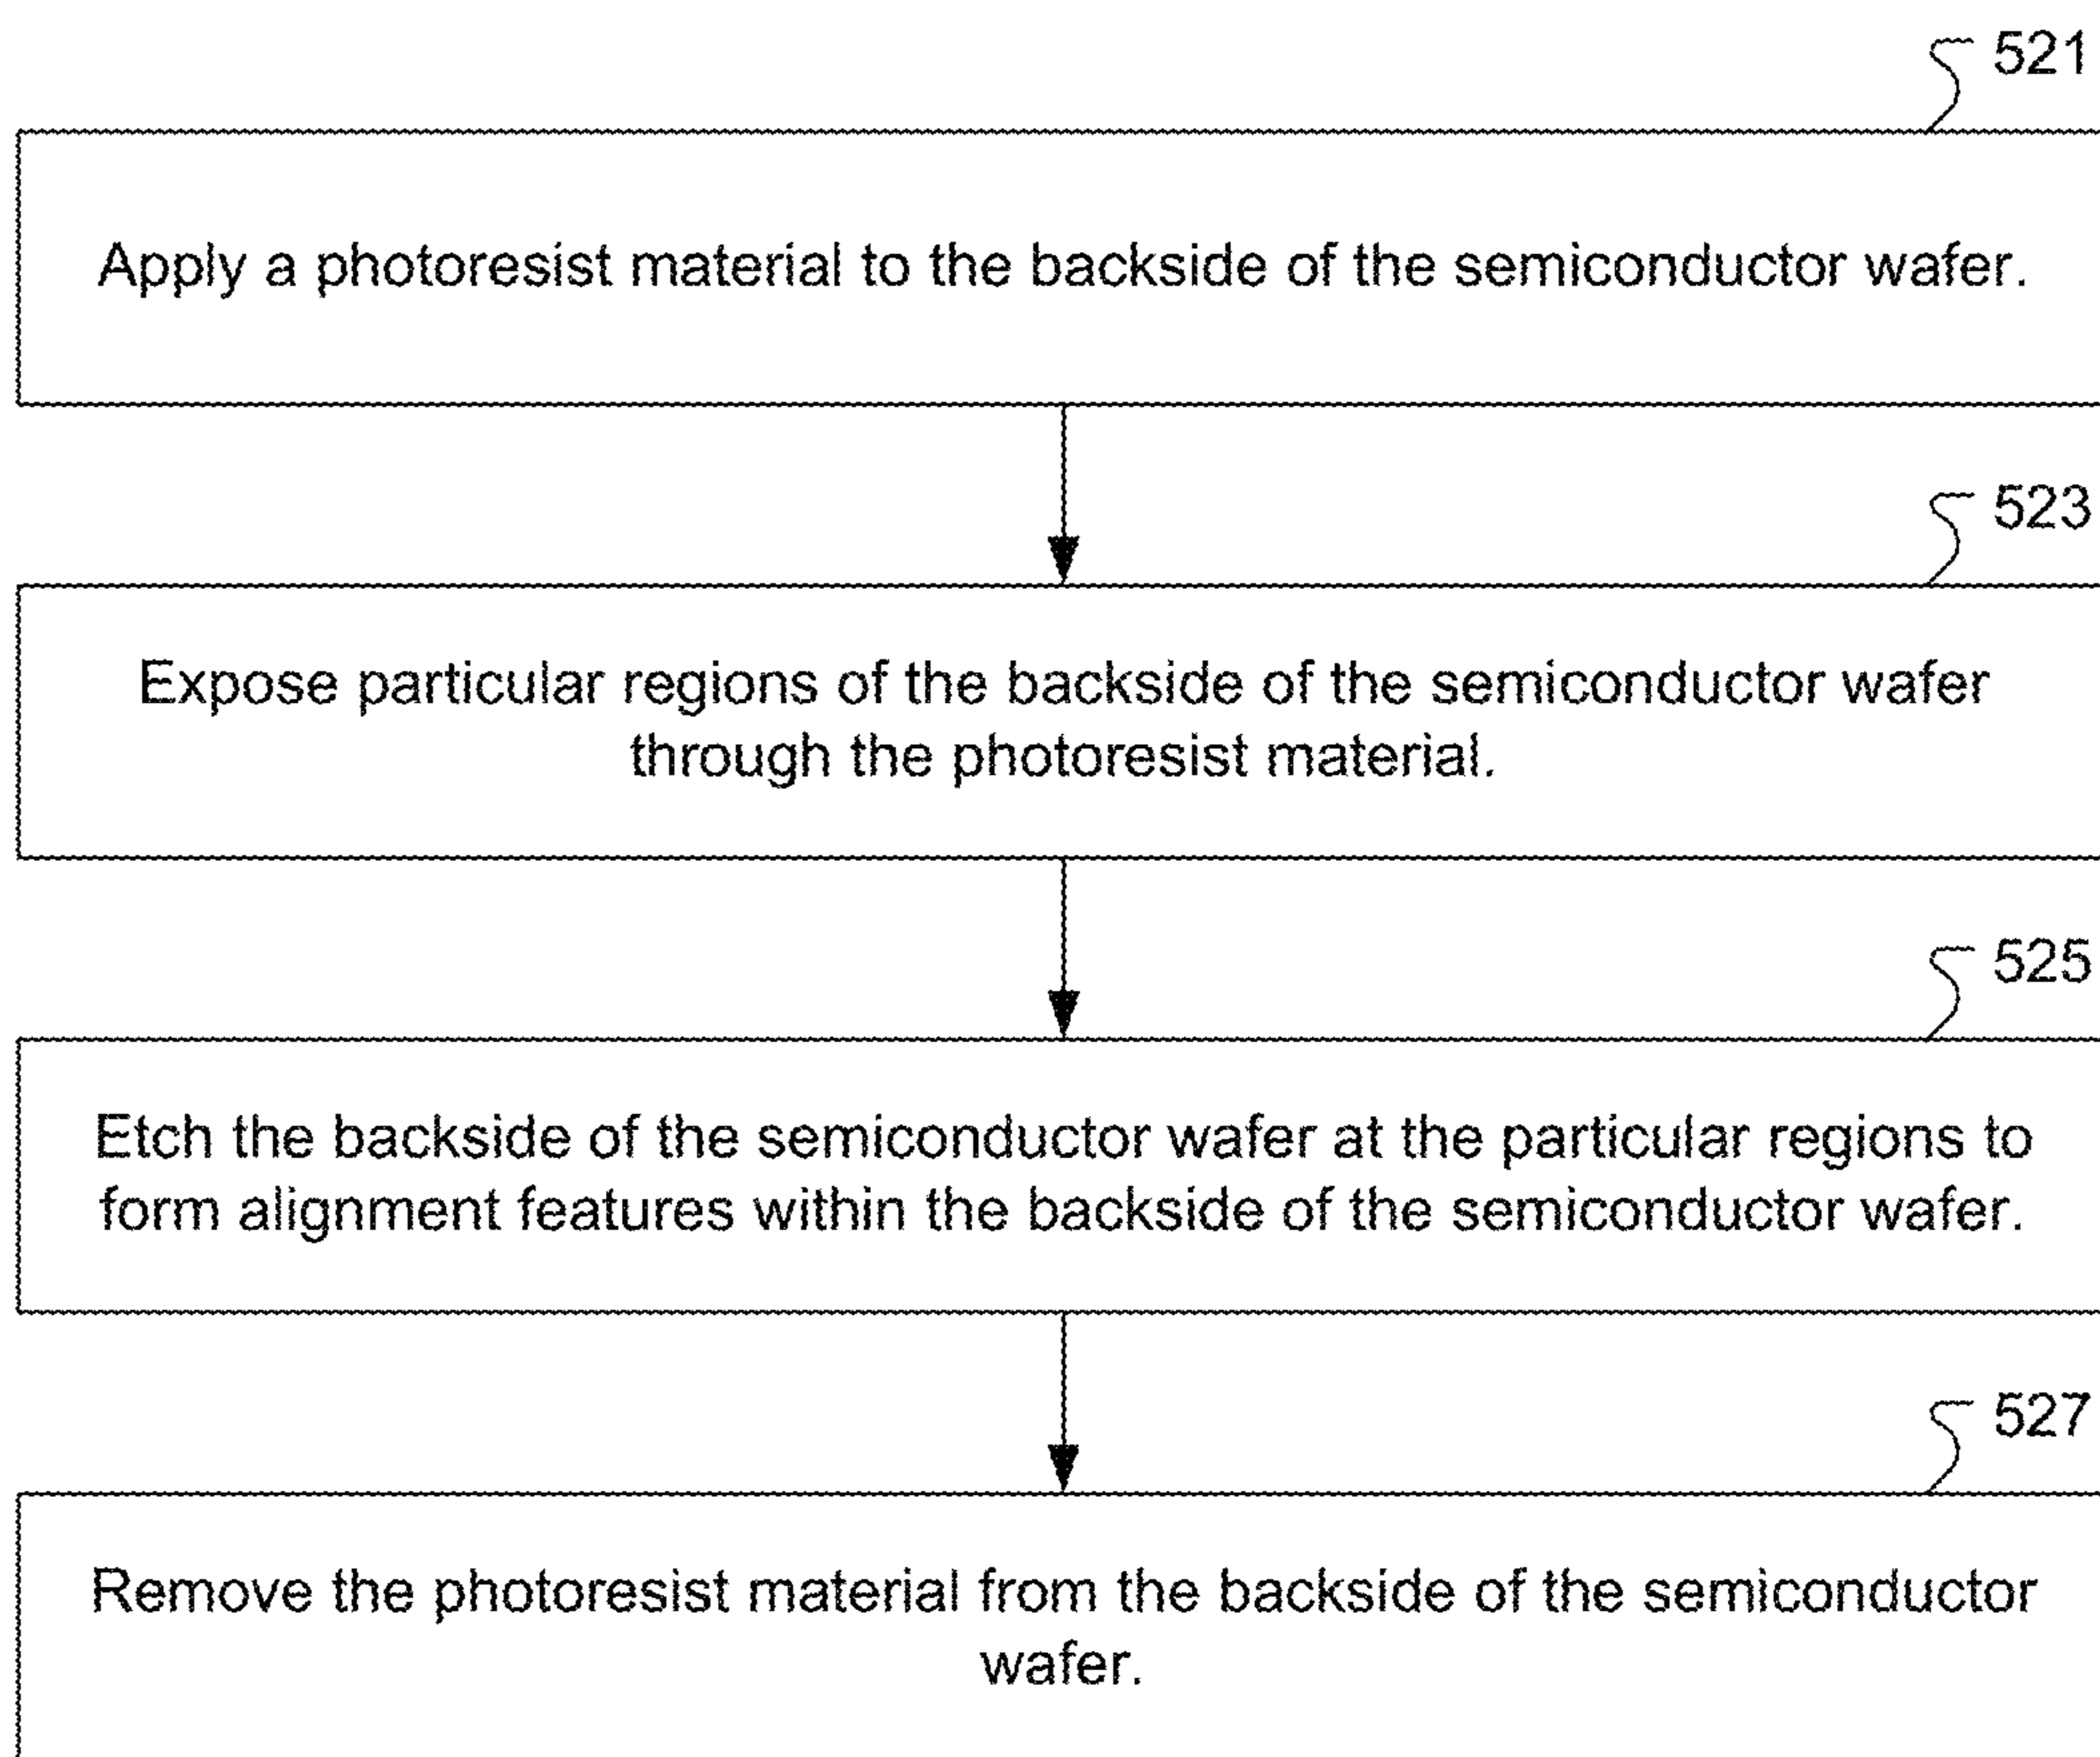 521
Apply a photoresist material to the backside of the semiconductor wafer.
523
Expose particular regions of the backside of the semiconductor wafer
through the photoresist material.
525
Etch the backside of the semiconductor wafer at the particular regions to
form alignment features within the backside of the semiconductor wafer.
527
Remove the photoresist material from the backside of the semiconductor
wafer.